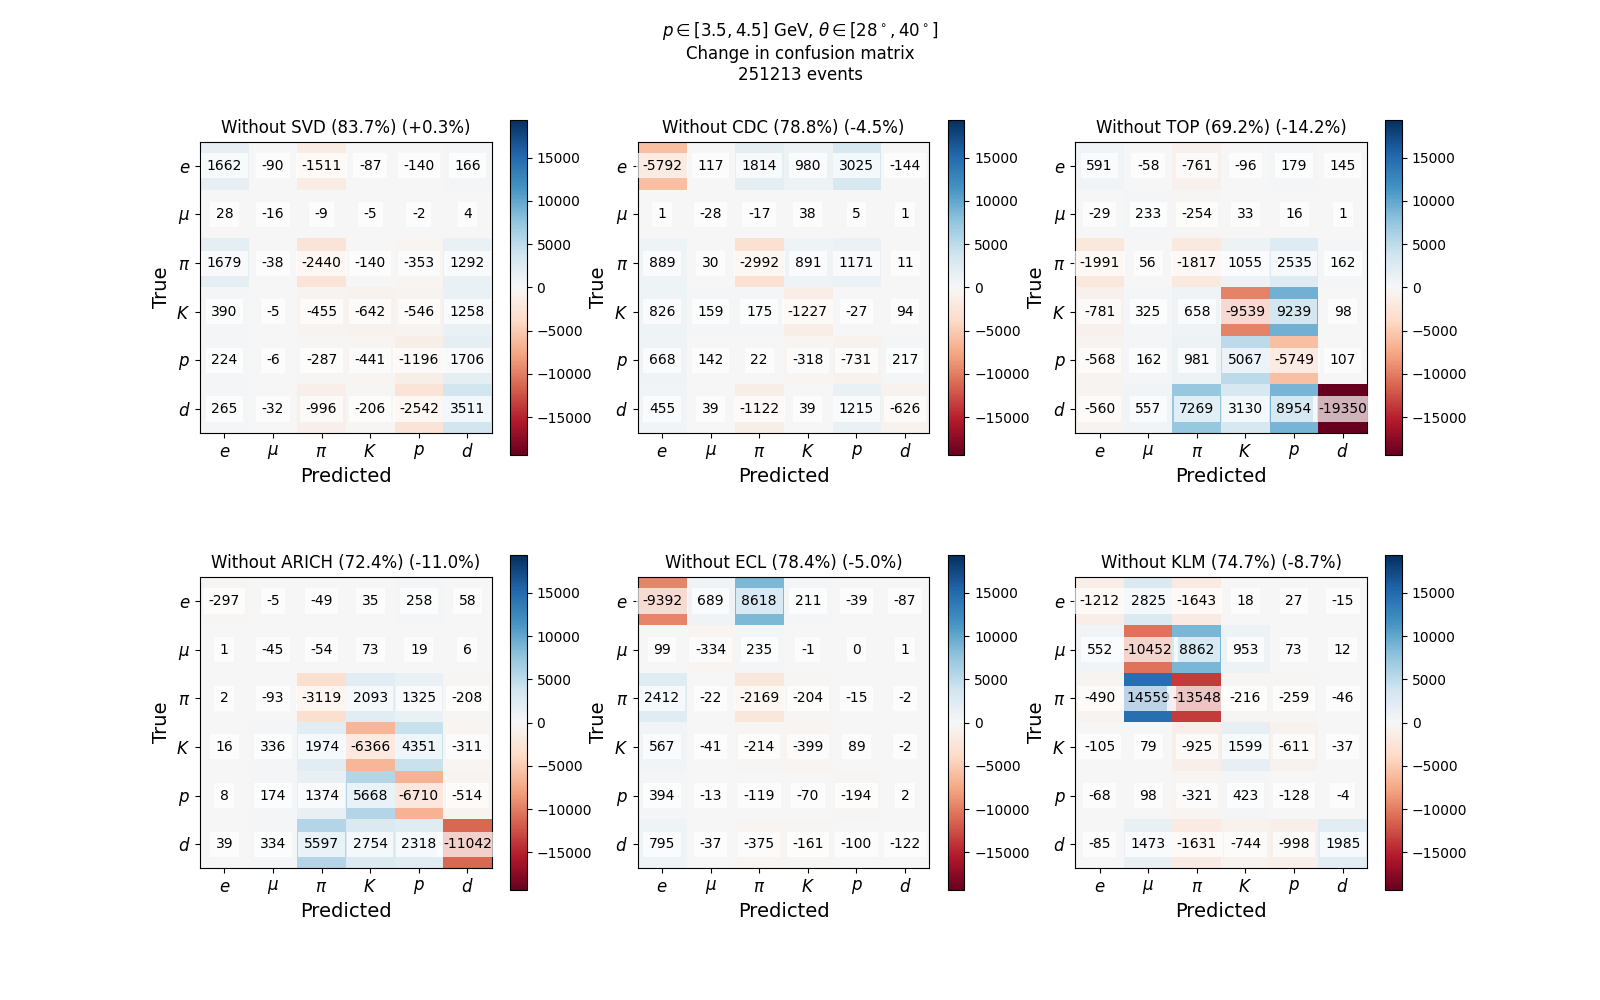 p ∈ [3.5, 4.5] GeV, θ ∈ [28°, 40°]
Change in confusion matrix
251213 events
Without SVD (83.7%) (+0.3%)
e 1662 -90 -1511 -87 -140 166
μ 28 -16 -9 -5 -2 4
π 1679 -38 -2440 -140 -353 1292
K 390 -5 -455 -642 -546 1258
p 224 -6 -287 -441 -1196 1706
d 265 -32 -996 -206 -2542 3511
e μ π K p d
True
Predicted
15000
10000
5000
0
−5000
−10000
−15000
Without CDC (78.8%) (-4.5%)
e -5792 117 1814 980 3025 -144
μ 1 -28 -17 38 5 1
π 889 30 -2992 891 1171 11
K 826 159 175 -1227 -27 94
p 668 142 22 -318 -731 217
d 455 39 -1122 39 1215 -626
e μ π K p d
True
Predicted
15000
10000
5000
0
−5000
−10000
−15000
Without TOP (69.2%) (-14.2%)
e 591 -58 -761 -96 179 145
μ -29 233 -254 33 16 1
π -1991 56 -1817 1055 2535 162
K -781 325 658 -9539 9239 98
p -568 162 981 5067 -5749 107
d -560 557 7269 3130 8954 -19350
e μ π K p d
True
Predicted
15000
10000
5000
0
−5000
−10000
−15000
Without ARICH (72.4%) (-11.0%)
e -297 -5 -49 35 258 58
μ 1 -45 -54 73 19 6
π 2 -93 -3119 2093 1325 -208
K 16 336 1974 -6366 4351 -311
p 8 174 1374 5668 -6710 -514
d 39 334 5597 2754 2318 -11042
e μ π K p d
True
Predicted
15000
10000
5000
0
−5000
−10000
−15000
Without ECL (78.4%) (-5.0%)
e -9392 689 8618 211 -39 -87
μ 99 -334 235 -1 0 1
π 2412 -22 -2169 -204 -15 -2
K 567 -41 -214 -399 89 -2
p 394 -13 -119 -70 -194 2
d 795 -37 -375 -161 -100 -122
e μ π K p d
True
Predicted
15000
10000
5000
0
−5000
−10000
−15000
Without KLM (74.7%) (-8.7%)
e -1212 2825 -1643 18 27 -15
μ 552 -10452 8862 953 73 12
π -490 14559 -13548 -216 -259 -46
K -105 79 -925 1599 -611 -37
p -68 98 -321 423 -128 -4
d -85 1473 -1631 -744 -998 1985
e μ π K p d
True
Predicted
15000
10000
5000
0
−5000
−10000
−15000